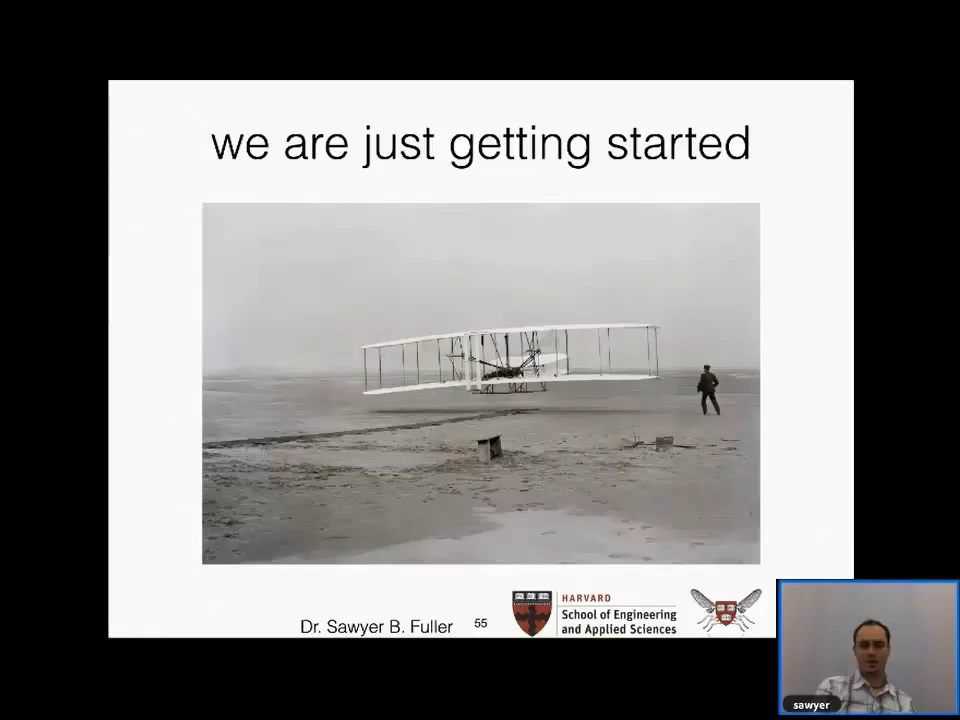 we are just getting started
Dr. Sawyer B. Fuller
55
HARVARD
School of Engineering
and Applied Sciences
sawyer